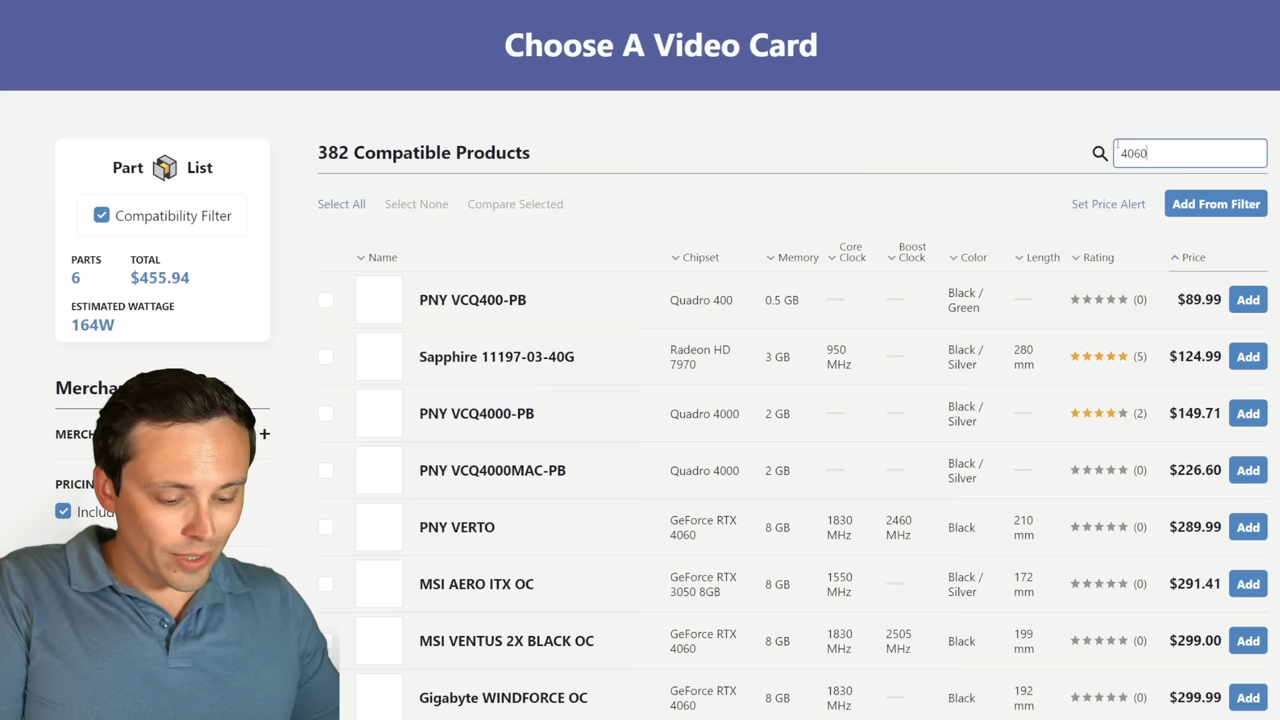 Choose A Video Card
Part List
Compatibility Filter
PARTS TOTAL
6 $455.94
ESTIMATED WATTAGE
164W
Mercha
MERCH +
PRICIN
Includ
382 Compatible Products
4060
Select All Select None Compare Selected Set Price Alert Add From Filter
Name Chipset Memory Core Clock Boost Clock Color Length Rating Price
PNY VCQ400-PB Quadro 400 0.5 GB — — Black / Green — (0) $89.99 Add
Sapphire 11197-03-40G Radeon HD 7970 3 GB 950 MHz — Black / Silver 280 mm (5) $124.99 Add
PNY VCQ4000-PB Quadro 4000 2 GB — — Black / Silver — (2) $149.71 Add
PNY VCQ4000MAC-PB Quadro 4000 2 GB — — Black / Silver — (0) $226.60 Add
PNY VERTO GeForce RTX 4060 8 GB 1830 MHz 2460 MHz Black 210 mm (0) $289.99 Add
MSI AERO ITX OC GeForce RTX 3050 8GB 8 GB 1550 MHz — Black / Silver 172 mm (0) $291.41 Add
MSI VENTUS 2X BLACK OC GeForce RTX 4060 8 GB 1830 MHz 2505 MHz Black 199 mm (0) $299.00 Add
Gigabyte WINDFORCE OC GeForce RTX 4060 8 GB 1830 MHz — Black 192 mm (0) $299.99 Add